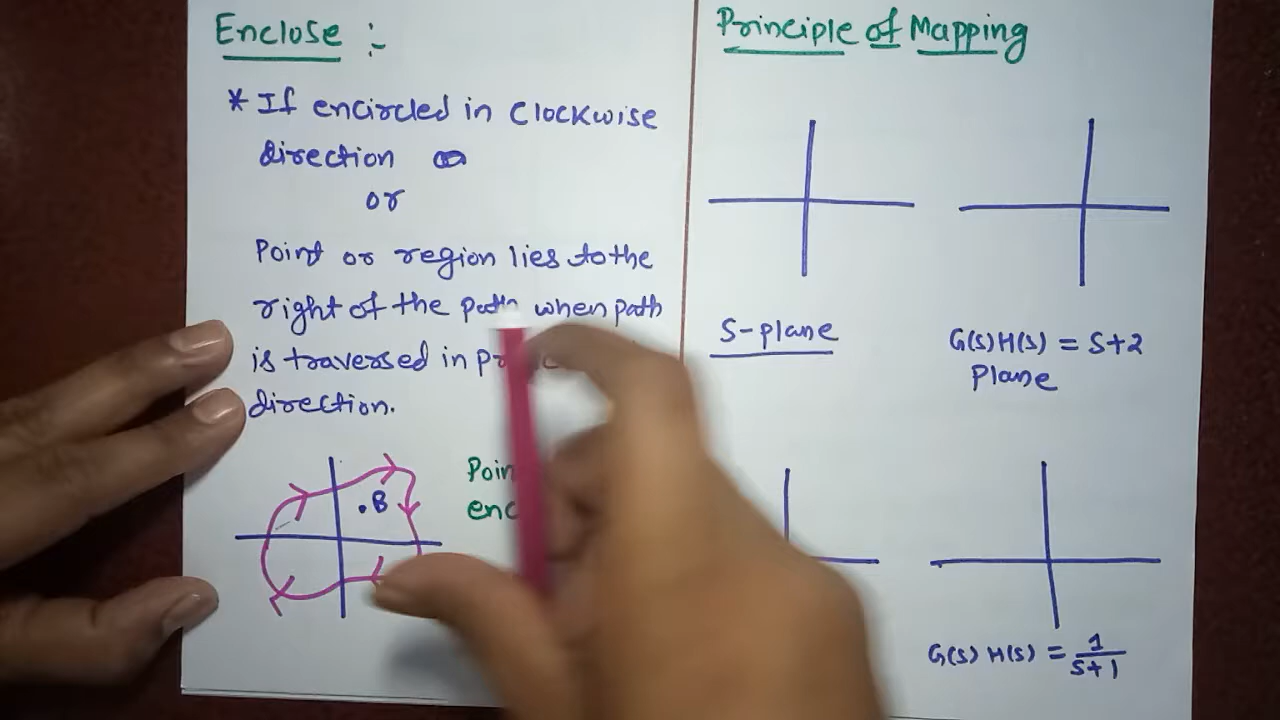 Enclose :-
* If encircled in Clockwise
direction
or
Point or region lies to the
right of the path when path
is traversed in
direction.
.B
Principle of Mapping
S-plane
G(s)H(s) = S+2
Plane
G(s) H(s) = 1/(S+1)